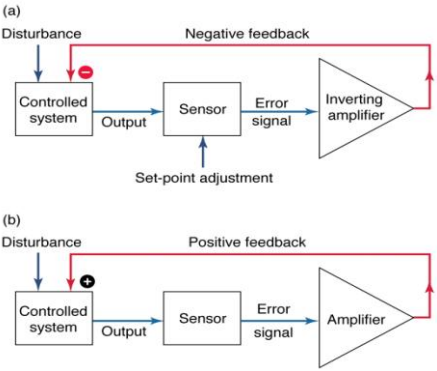 (a)
Disturbance
Negative feedback
−
Controlled
system
Output
Sensor
Error
signal
Inverting
amplifier
Set-point adjustment
(b)
Disturbance
Positive feedback
+
Controlled
system
Output
Sensor
Error
signal
Amplifier